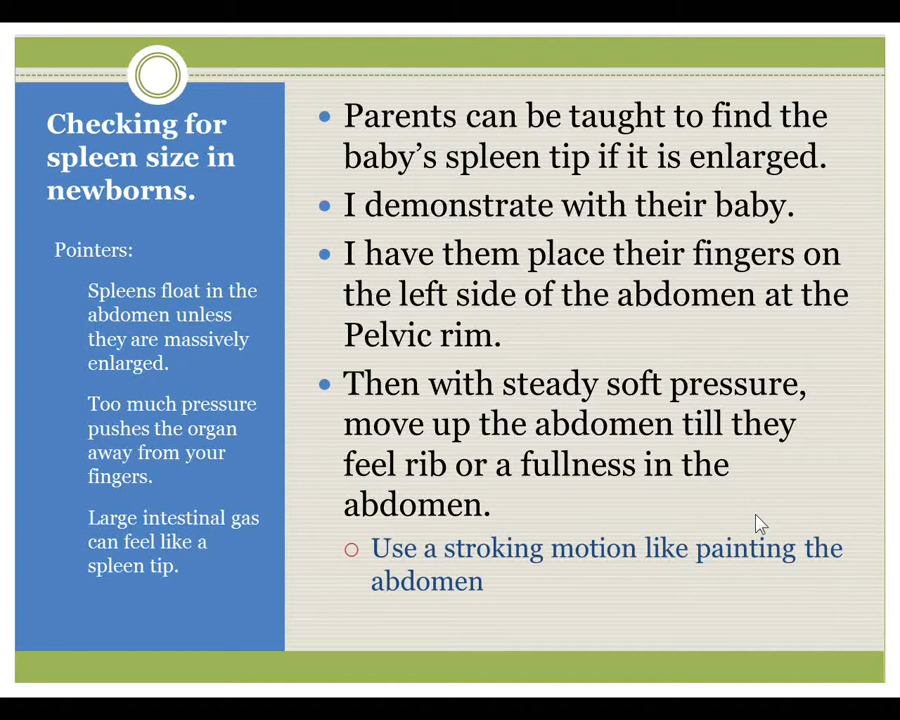 Checking for
spleen size in
newborns.
Pointers:
Spleens float in the
abdomen unless
they are massively
enlarged.
Too much pressure
pushes the organ
away from your
fingers.
Large intestinal gas
can feel like a
spleen tip.
Parents can be taught to find the
baby’s spleen tip if it is enlarged.
I demonstrate with their baby.
I have them place their fingers on
the left side of the abdomen at the
Pelvic rim.
Then with steady soft pressure,
move up the abdomen till they
feel rib or a fullness in the
abdomen.
Use a stroking motion like painting the
abdomen